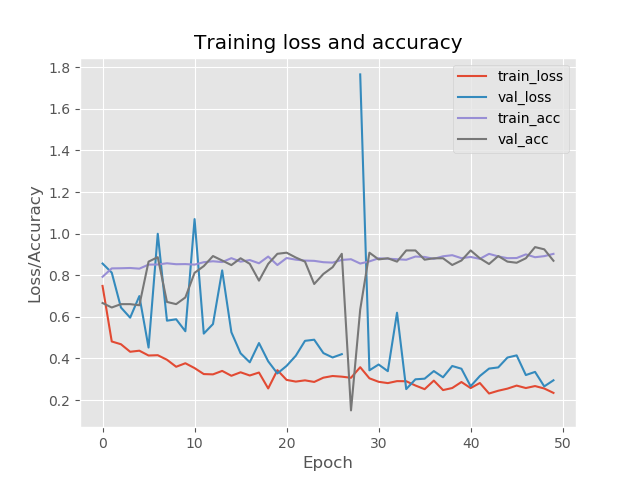 Training loss and accuracy
train_loss
val_loss
train_acc
val_acc
Loss/Accuracy
1.8
1.6
1.4
1.2
1.0
0.8
0.6
0.4
0.2
0 10 20 30 40 50
Epoch